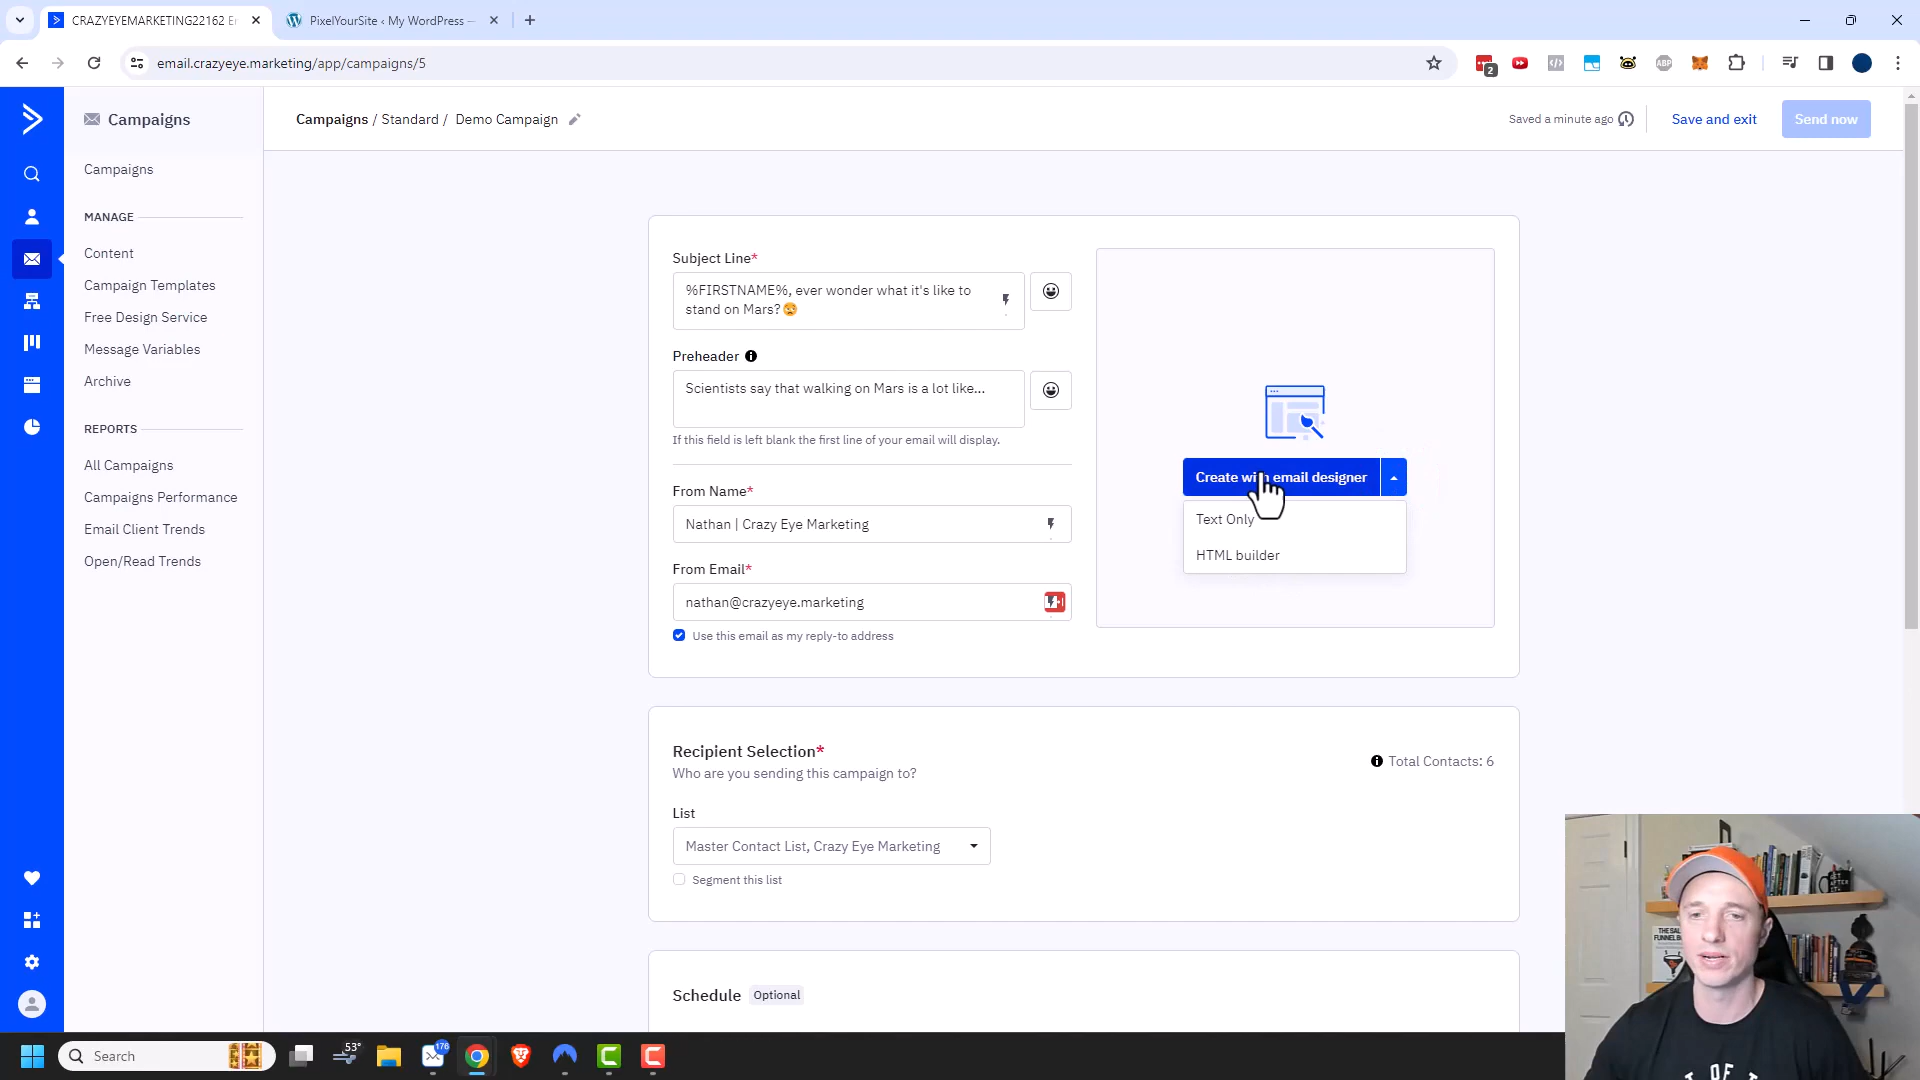 CRAZYEYEMARKETING22162 E
PixelYourSite ‹ My WordPress —
email.crazyeye.marketing/app/campaigns/5
2
ABP
Campaigns
Campaigns / Standard / Demo Campaign
Saved a minute ago
Save and exit
Send now
Campaigns
MANAGE
Content
Campaign Templates
Free Design Service
Message Variables
Archive
REPORTS
All Campaigns
Campaigns Performance
Email Client Trends
Open/Read Trends
Subject Line*
%FIRSTNAME%, ever wonder what it's like to
stand on Mars?😨
Preheader
Scientists say that walking on Mars is a lot like...
If this field is left blank the first line of your email will display.
From Name*
Nathan | Crazy Eye Marketing
From Email*
nathan@crazyeye.marketing
Use this email as my reply-to address
Create with email designer
Text Only
HTML builder
Recipient Selection*
Who are you sending this campaign to?
Total Contacts: 6
List
Master Contact List, Crazy Eye Marketing
Segment this list
Schedule
Optional
Search
53°
176